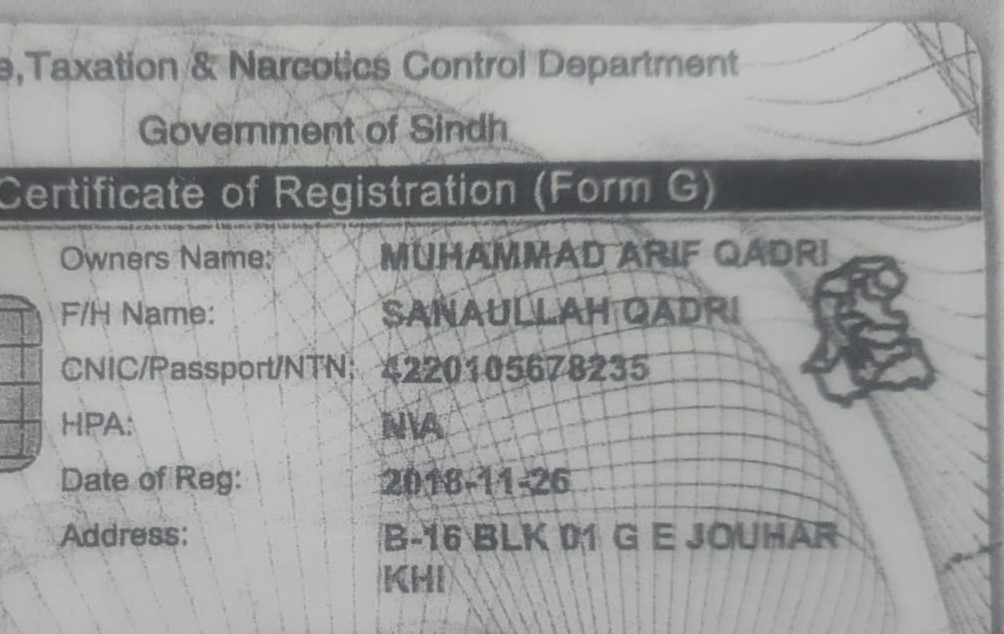 e, Taxation & Narcotics Control Department
Government of Sindh
Certificate of Registration (Form G)
Owners Name: MUHAMMAD ARIF QADRI
F/H Name: SANAULLAH QADRI
CNIC/Passport/NTN: 4220105678235
HPA: N\A
Date of Reg: 2018-11-26
Address: B-16 BLK 01 G E JOUHAR
KHI